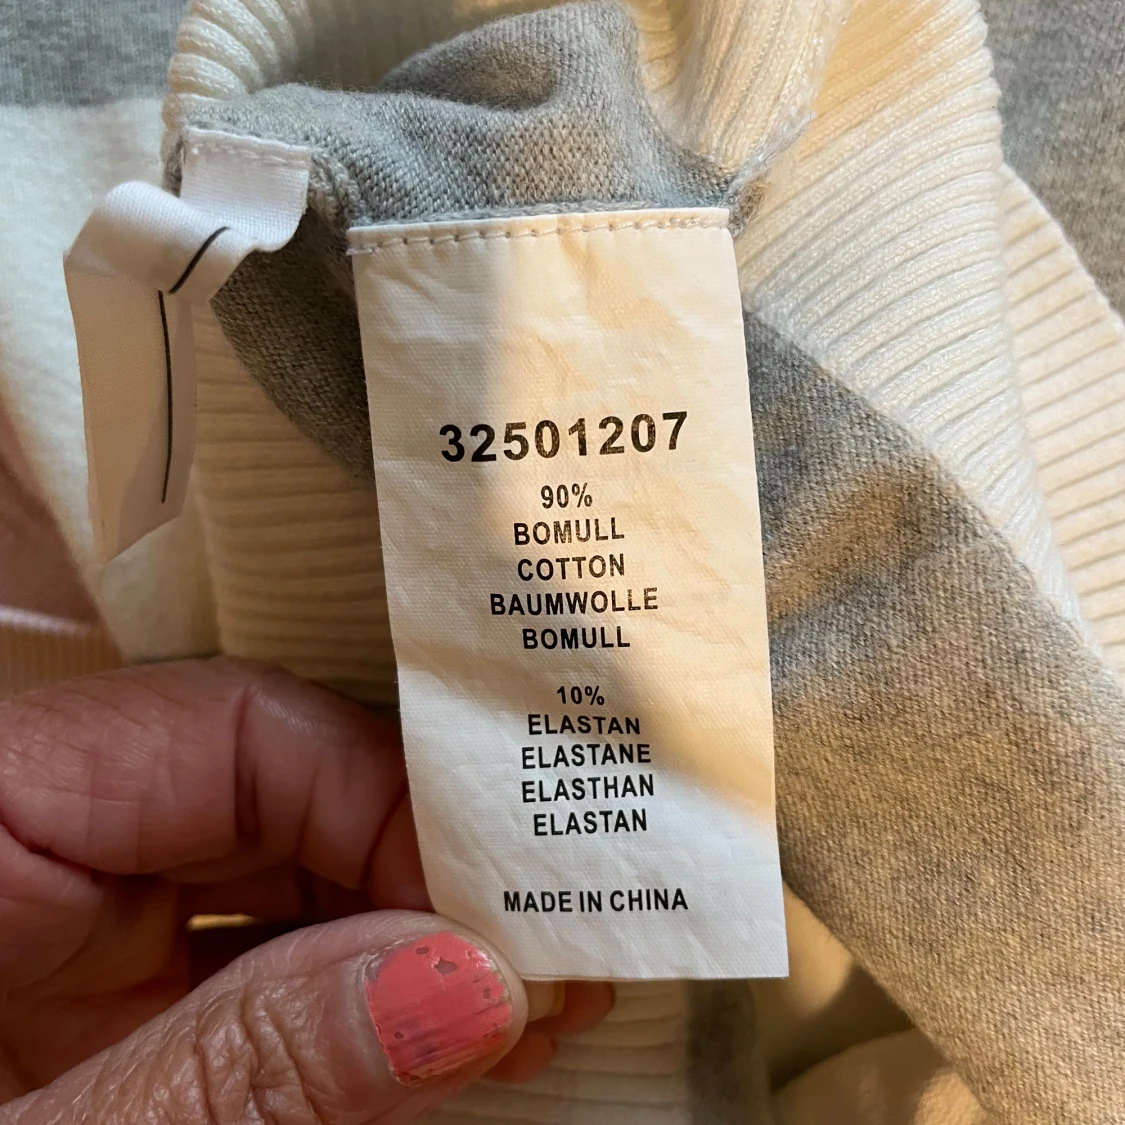 32501207
90%
BOMULL
COTTON
BAUMWOLLE
BOMULL
10%
ELASTAN
ELASTANE
ELASTHAN
ELASTAN
MADE IN CHINA